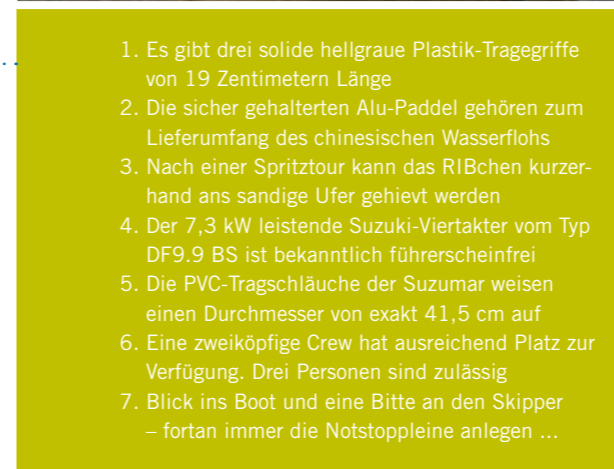 1. Es gibt drei solide hellgraue Plastik-Tragegriffe
von 19 Zentimetern Länge
2. Die sicher gehalterten Alu-Paddel gehören zum
Lieferumfang des chinesischen Wasserflohs
3. Nach einer Spritztour kann das RIBchen kurzer-
hand ans sandige Ufer gehievt werden
4. Der 7,3 kW leistende Suzuki-Viertakter vom Typ
DF9.9 BS ist bekanntlich führerscheinfrei
5. Die PVC-Tragschläuche der Suzumar weisen
einen Durchmesser von exakt 41,5 cm auf
6. Eine zweiköpfige Crew hat ausreichend Platz zur
Verfügung. Drei Personen sind zulässig
7. Blick ins Boot und eine Bitte an den Skipper
– fortan immer die Notstoppleine anlegen ...